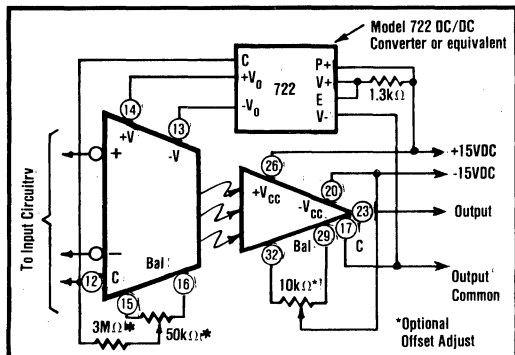 Model 722 DC/DC
Converter or equivalent
C
+Vo
-Vo
722
P+
V+
E
V-
1.3kΩ
14
13
+V
-V
+
−
C
Bal
12
15
16
To Input Circuitry
3MΩ*
50kΩ*
26
20
+Vcc
-Vcc
23
17
C
29
Bal
32
10kΩ*
+15VDC
-15VDC
Output
Output
Common
*Optional
Offset Adjust